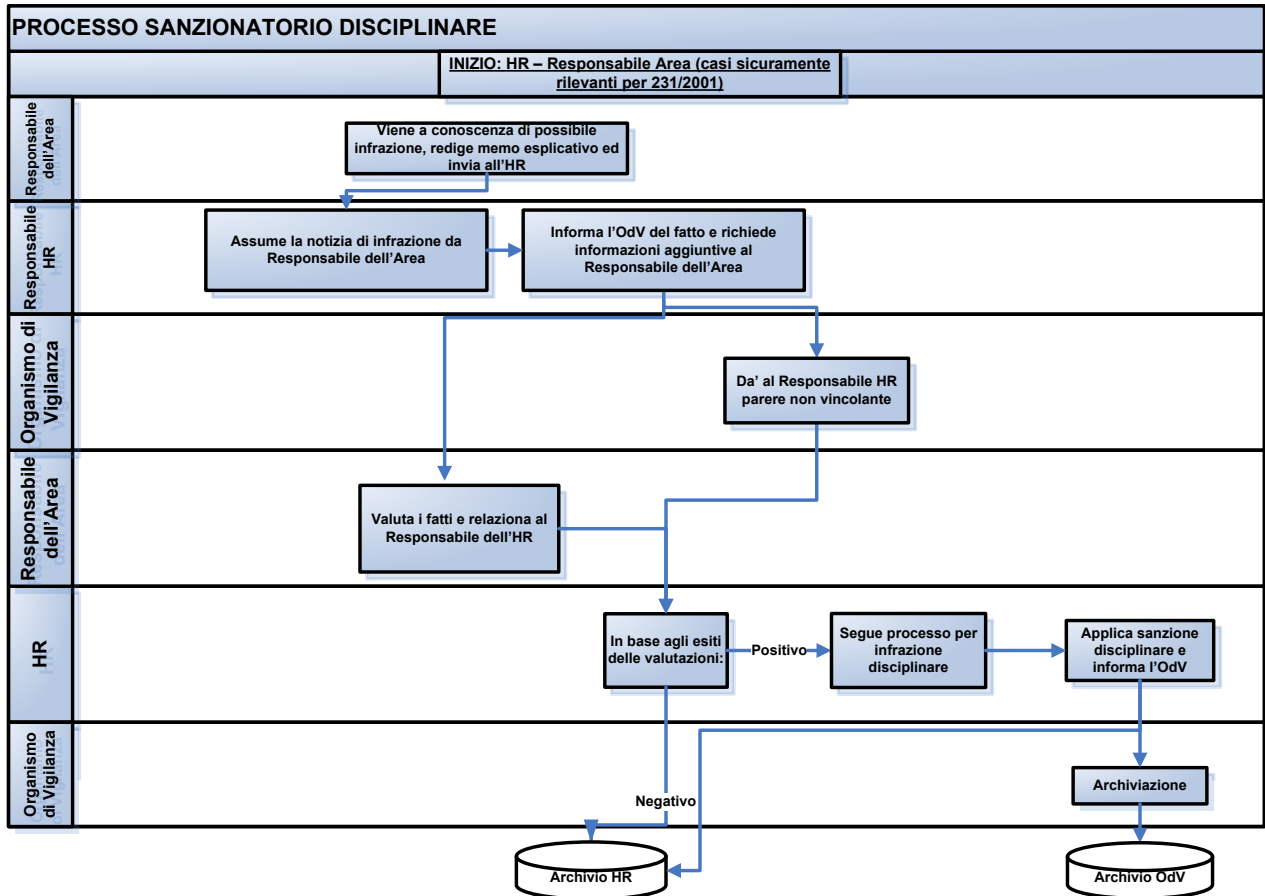 PROCESSO SANZIONATORIO DISCIPLINARE
INIZIO: HR – Responsabile Area (casi sicuramente
rilevanti per 231/2001)
Responsabile
dell'Area
Viene a conoscenza di possibile
infrazione, redige memo esplicativo ed
invia all'HR
Responsabile
HR
Assume la notizia di infrazione da
Responsabile dell'Area
Informa l'OdV del fatto e richiede
informazioni aggiuntive al
Responsabile dell'Area
Organismo di
Vigilanza
Da' al Responsabile HR
parere non vincolante
Responsabile
dell'Area
Valuta i fatti e relaziona al
Responsabile dell'HR
HR
In base agli esiti
delle valutazioni:
Positivo
Segue processo per
infrazione
disciplinare
Applica sanzione
disciplinare e
informa l'OdV
Organismo
di Vigilanza
Negativo
Archiviazione
Archivio HR
Archivio OdV